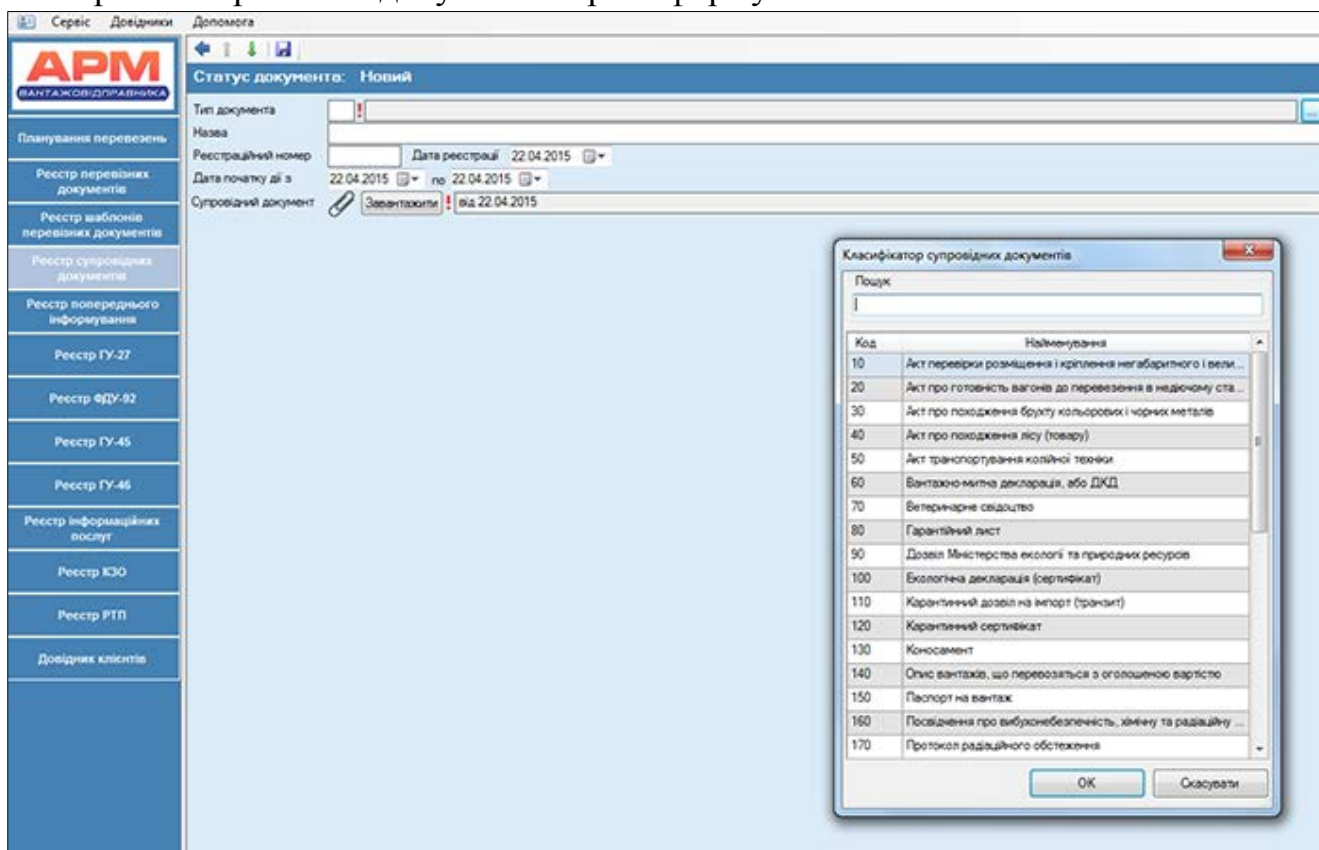 Сервіс Довідники Допомога
АРМ
ВАНТАЖОВІДПРАВНИКА
Статус документа: Новий
Планування перевезень
Реєстр перевізних
документів
Реєстр шаблонів
перевізних документів
Реєстр супровідних
документів
Реєстр попереднього
інформування
Реєстр ГУ-27
Реєстр ФДУ-92
Реєстр ГУ-45
Реєстр ГУ-46
Реєстр інформаційних
послуг
Реєстр КЗО
Реєстр РТП
Довідник клієнтів
Тип документа ! ...
Назва
Реєстраційний номер Дата реєстрації 22.04.2015
Дата початку дії з 22.04.2015 по 22.04.2015
Супровідний документ Завантажити ! від 22.04.2015
Класифікатор супровідних документів
Пошук
Код Найменування
10 Акт перевірки розміщення і кріплення негабаритного і вели...
20 Акт про готовність вагонів до перевезення в недіючому ста...
30 Акт про походження брухту кольорових і чорних металів
40 Акт про походження лісу (товару)
50 Акт транспортування колійної техніки
60 Вантажно-митна декларація, або ДКД
70 Ветеринарне свідоцтво
80 Гарантійний лист
90 Дозвіл Міністерства екології та природних ресурсів
100 Екологічна декларація (сертифікат)
110 Карантинний дозвіл на імпорт (транзит)
120 Карантинний сертифікат
130 Коносамент
140 Опис вантажів, що перевозяться з оголошеною вартістю
150 Паспорт на вантаж
160 Посвідчення про вибухонебезпечність, хімічну та радіаційну ...
170 Протокол радіаційного обстеження
ОК Скасувати